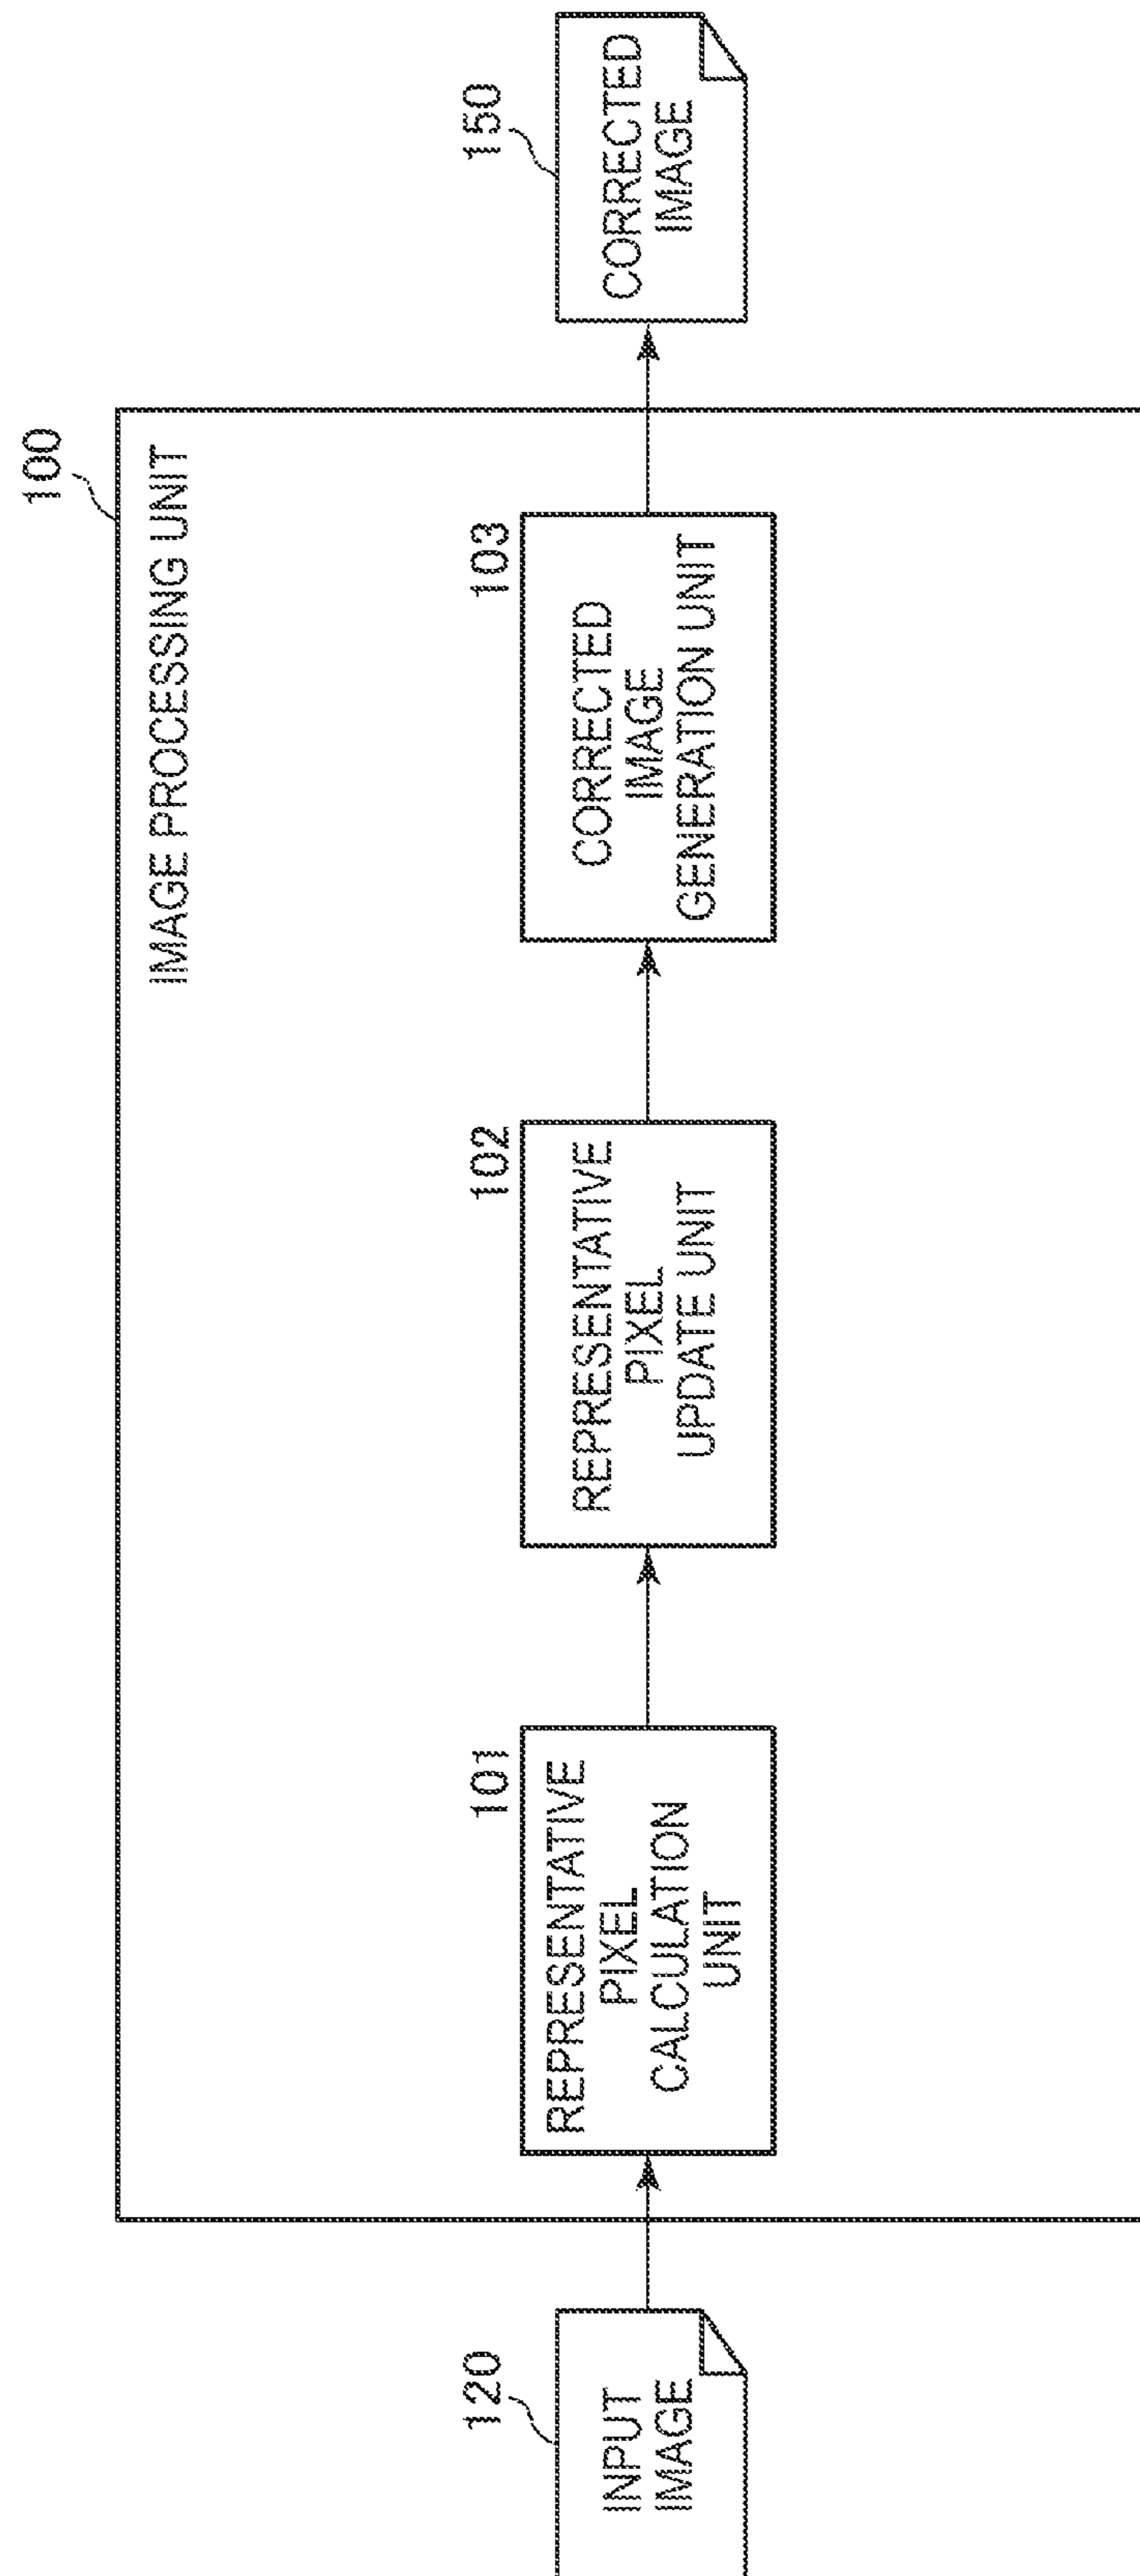 100
IMAGE PROCESSING UNIT
120
INPUT
IMAGE
101
REPRESENTATIVE
PIXEL
CALCULATION
UNIT
102
REPRESENTATIVE
PIXEL
UPDATE UNIT
103
CORRECTED
IMAGE
GENERATION UNIT
150
CORRECTED
IMAGE